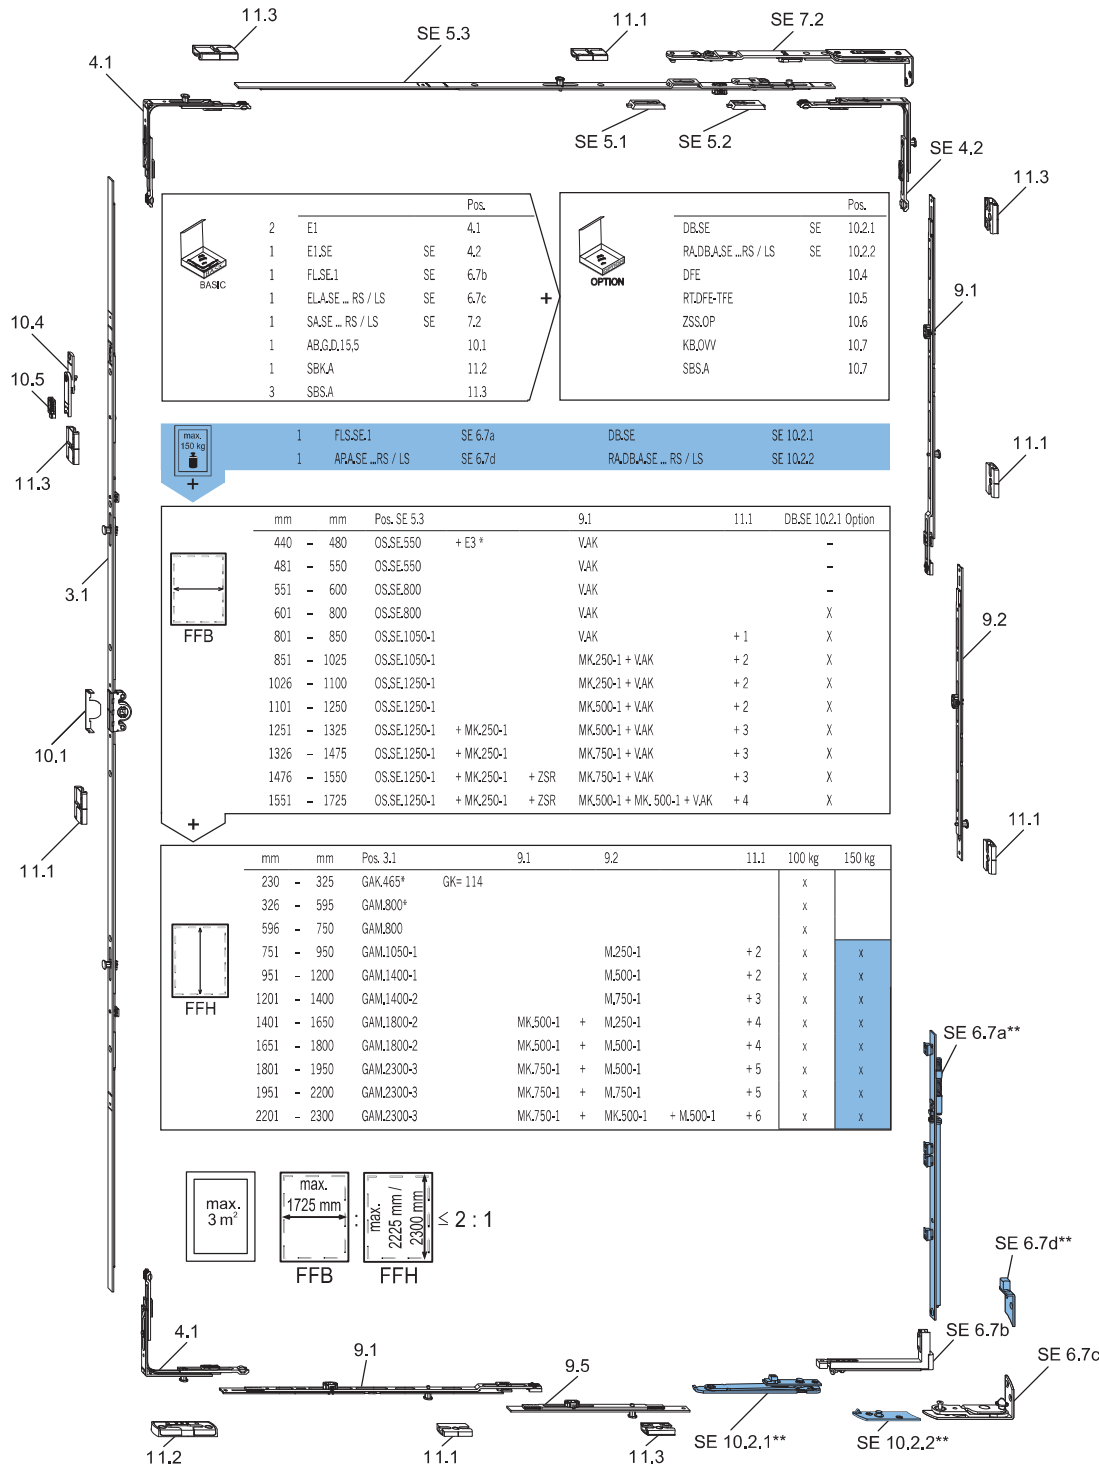 11.3
SE 5.3
11.1
SE 7.2
4.1
SE 5.1
SE 5.2
SE 4.2
11.3
9.1
11.1
9.2
11.1
10.4
10.5
11.3
3.1
10.1
11.1
BASIC
Pos.
2 E1 4.1
1 E1.SE SE 4.2
1 FL.SE.1 SE 6.7b
1 EL.A.SE ... RS / LS SE 6.7c
1 SA.SE ... RS / LS SE 7.2
1 AB.G.D.15,5 10.1
1 SBK.A 11.2
3 SBS.A 11.3
+
OPTION
Pos.
DB.SE SE 10.2.1
RA.DB.A.SE ...RS / LS SE 10.2.2
DFE 10.4
RT.DFE-TFE 10.5
ZSS.OP 10.6
KB.OVV 10.7
SBS.A 10.7
max.
150 kg
+
1 FLS.SE.1 SE 6.7a DB.SE SE 10.2.1
1 AP.A.SE ...RS / LS SE 6.7d RA.DB.A.SE ... RS / LS SE 10.2.2
FFB
mm mm Pos. SE 5.3 9.1 11.1 DB.SE 10.2.1 Option
440 – 480 OS.SE.550 + E3 * V.AK –
481 – 550 OS.SE.550 V.AK –
551 – 600 OS.SE.800 V.AK –
601 – 800 OS.SE.800 V.AK X
801 – 850 OS.SE.1050-1 V.AK + 1 X
851 – 1025 OS.SE.1050-1 MK.250-1 + V.AK + 2 X
1026 – 1100 OS.SE.1250-1 MK.250-1 + V.AK + 2 X
1101 – 1250 OS.SE.1250-1 MK.500-1 + V.AK + 2 X
1251 – 1325 OS.SE.1250-1 + MK.250-1 MK.500-1 + V.AK + 3 X
1326 – 1475 OS.SE.1250-1 + MK.250-1 MK.750-1 + V.AK + 3 X
1476 – 1550 OS.SE.1250-1 + MK.250-1 + ZSR MK.750-1 + V.AK + 3 X
1551 – 1725 OS.SE.1250-1 + MK.250-1 + ZSR MK.500-1 + MK. 500-1 + V.AK + 4 X
+
FFH
mm mm Pos. 3.1 9.1 9.2 11.1 100 kg 150 kg
230 – 325 GAK.465* GK= 114 x
326 – 595 GAM.800* x
596 – 750 GAM.800 x
751 – 950 GAM.1050-1 M.250-1 + 2 x x
951 – 1200 GAM.1400-1 M.500-1 + 2 x x
1201 – 1400 GAM.1400-2 M.750-1 + 3 x x
1401 – 1650 GAM.1800-2 MK.500-1 + M.250-1 + 4 x x
1651 – 1800 GAM.1800-2 MK.500-1 + M.500-1 + 4 x x
1801 – 1950 GAM.2300-3 MK.750-1 + M.500-1 + 5 x x
1951 – 2200 GAM.2300-3 MK.750-1 + M.750-1 + 5 x x
2201 – 2300 GAM.2300-3 MK.750-1 + MK.500-1 + M.500-1 + 6 x x
max.
3 m²
max.
1725 mm
FFB
:
max.
2225 mm /
2300 mm
FFH
≤ 2 : 1
SE 6.7a**
SE 6.7d**
SE 6.7b
SE 6.7c
4.1
9.1
9.5
11.2
11.1
11.3
SE 10.2.1**
SE 10.2.2**